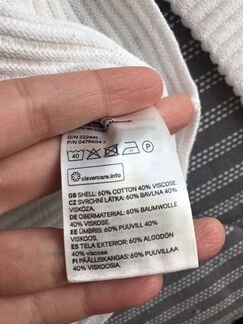 O/N 222441
40
P
clevercare.info
GB SHELL: 60% COTTON 40% VISCOSE.
CZ SVRCHNÍ LÁTKA: 60% BAVLNA 40%
VISKÓZA.
DE OBERMATERIAL: 60% BAUMWOLLE
40% VISKOSE.
EE ÜMBRIS: 60% PUUVILL 40%
VISKOOS.
ES TELA EXTERIOR: 60% ALGODÓN
40% viscosa.
FI PÄÄLLISKANGAS: 60% PUUVILLAA
40% VISKOOSIA.